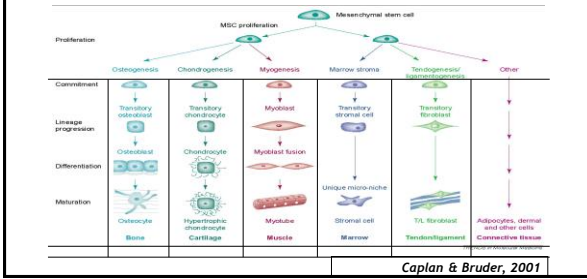 Mesenchymal stem cell
MSC proliferation
Proliferation
Osteogenesis Chondrogenesis Myogenesis Marrow stroma Tendogenesis/ ligamentogenesis Other
Commitment
Transitory osteoblast Transitory chondrocyte Myoblast Transitory stromal cell Transitory fibroblast
Lineage progression
Osteoblast Chondrocyte Myoblast fusion
Differentiation
Unique micro-niche
Maturation
Osteocyte Hypertrophic chondrocyte Myotube Stromal cell T/L fibroblast Adipocytes, dermal and other cells
Bone Cartilage Muscle Marrow Tendon/ligament Connective tissue
Caplan & Bruder, 2001